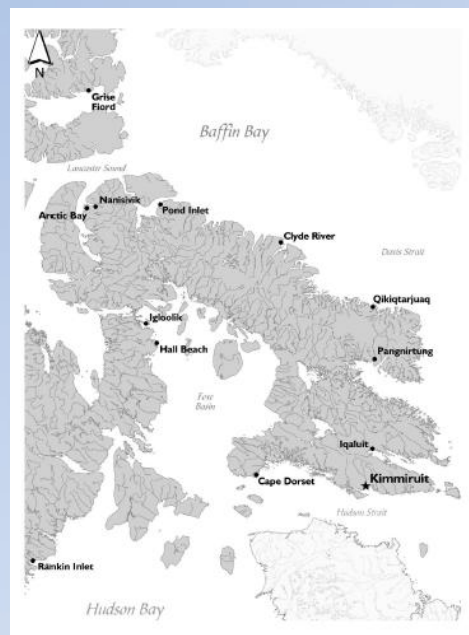 N
Grise
Fiord
Baffin Bay
Lancaster Sound
Nanisivik
Arctic Bay
Pond Inlet
Clyde River
Davis Strait
Qikiqtarjuaq
Igloolik
Hall Beach
Pangnirtung
Foxe
Basin
Iqaluit
Cape Dorset
Kimmiruit
Hudson Strait
Rankin Inlet
Hudson Bay